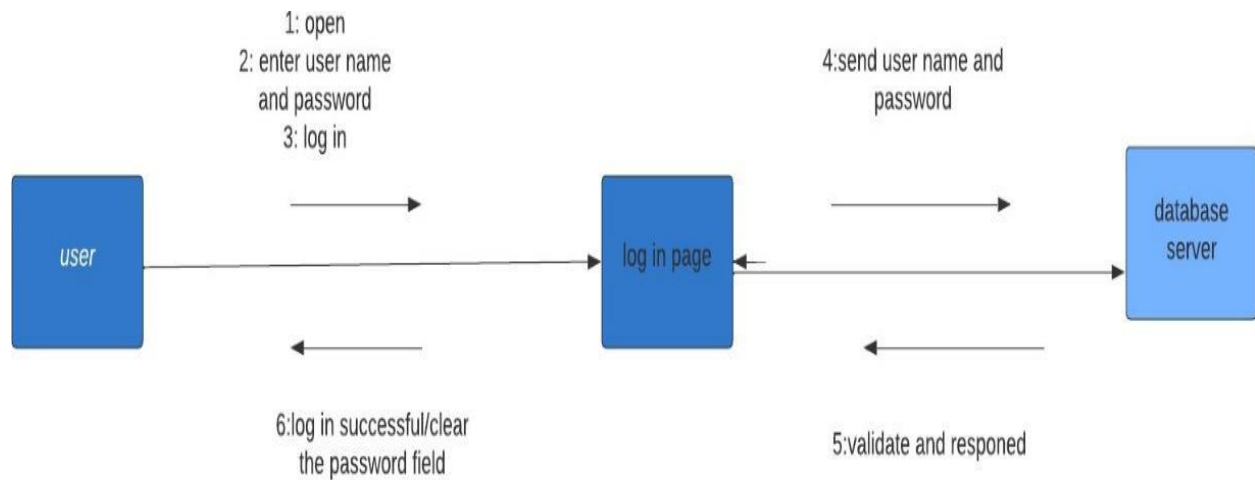 1: open
2: enter user name
and password
3: log in
4:send user name and
password
user
log in page
database
server
6:log in successful/clear
the password field
5:validate and responed